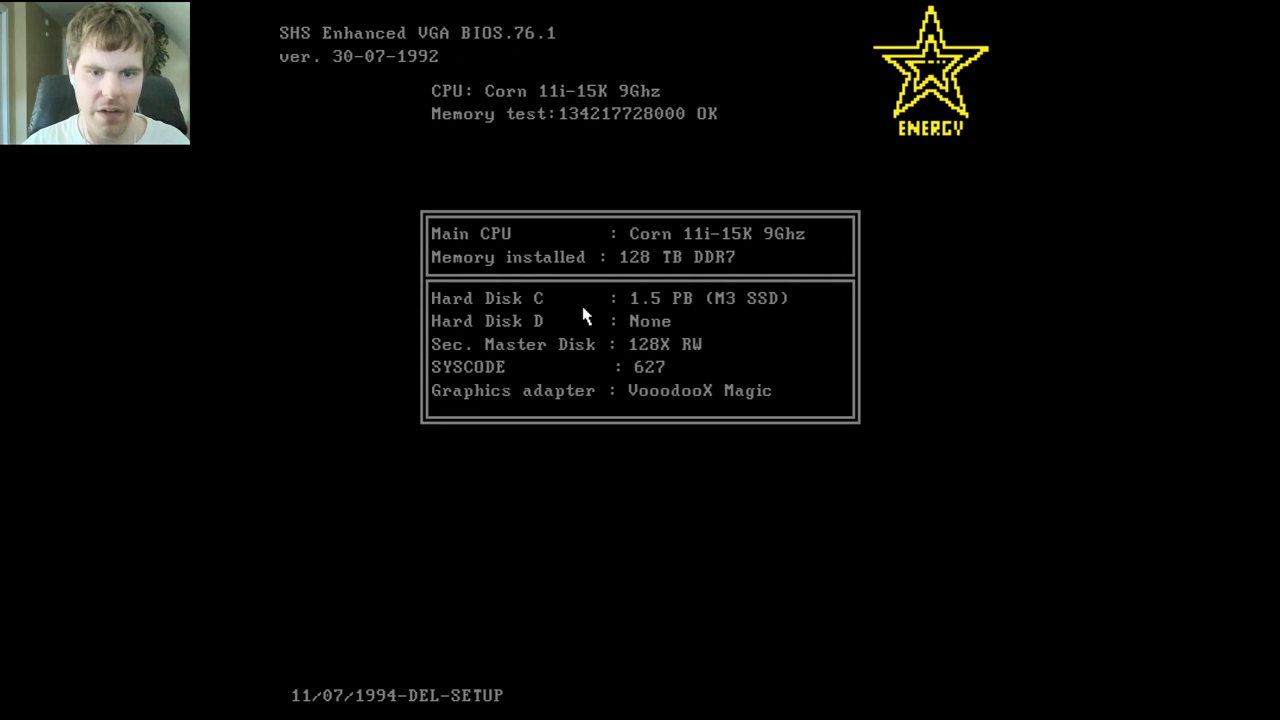 SHS Enhanced VGA BIOS.76.1
ver. 30-07-1992
CPU: Corn 11i-15K 9Ghz
Memory test:134217728000 OK
ENERGY
Main CPU : Corn 11i-15K 9Ghz
Memory installed : 128 TB DDR7
Hard Disk C : 1.5 PB (M3 SSD)
Hard Disk D : None
Sec. Master Disk : 128X RW
SYSCODE : 627
Graphics adapter : VooodooX Magic
11/07/1994-DEL-SETUP